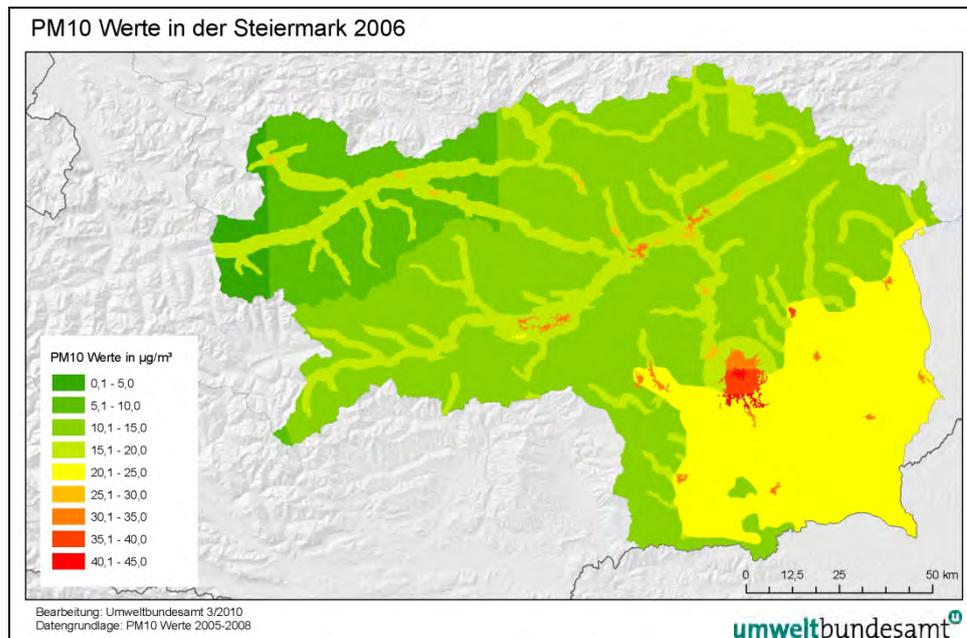 PM10 Werte in der Steiermark 2006
PM10 Werte in µg/m³
0,1 - 5,0
5,1 - 10,0
10,1 - 15,0
15,1 - 20,0
20,1 - 25,0
25,1 - 30,0
30,1 - 35,0
35,1 - 40,0
40,1 - 45,0
0 12,5 25 50 km
Bearbeitung: Umweltbundesamt 3/2010
Datengrundlage: PM10 Werte 2005-2008
umweltbundesamt u